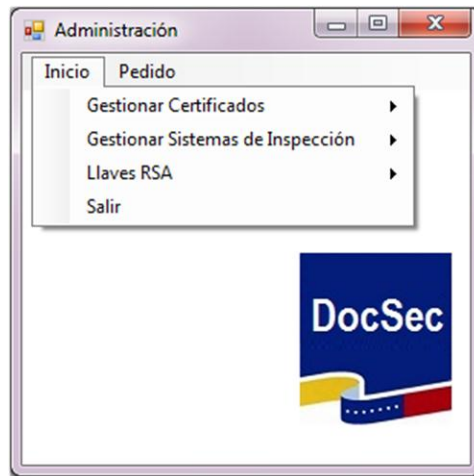 Administración
Inicio Pedido
Gestionar Certificados
Gestionar Sistemas de Inspección
Llaves RSA
Salir
DocSec